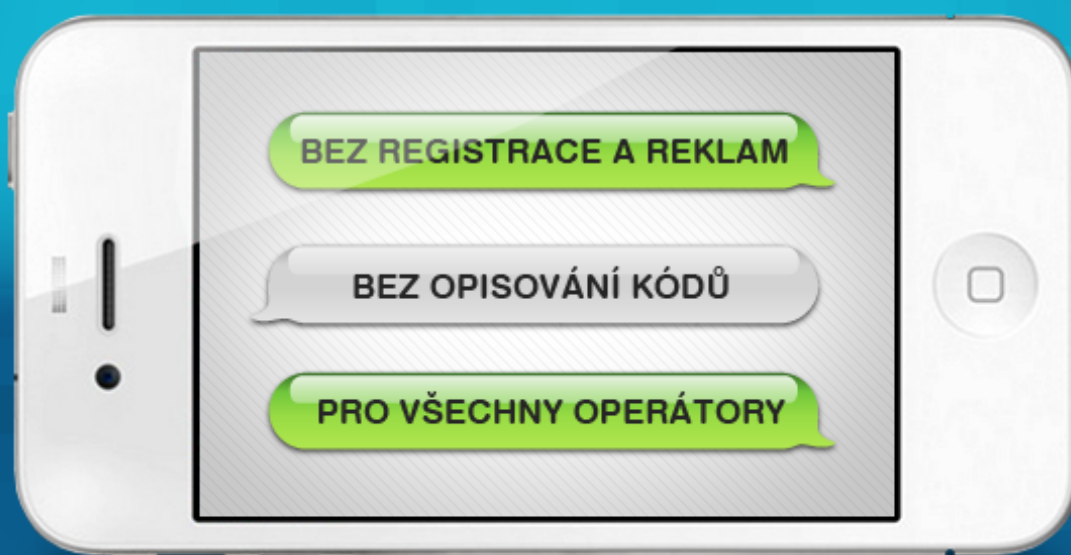 BEZ REGISTRACE A REKLAM
BEZ OPISOVÁNÍ KÓDŮ
PRO VŠECHNY OPERÁTORY